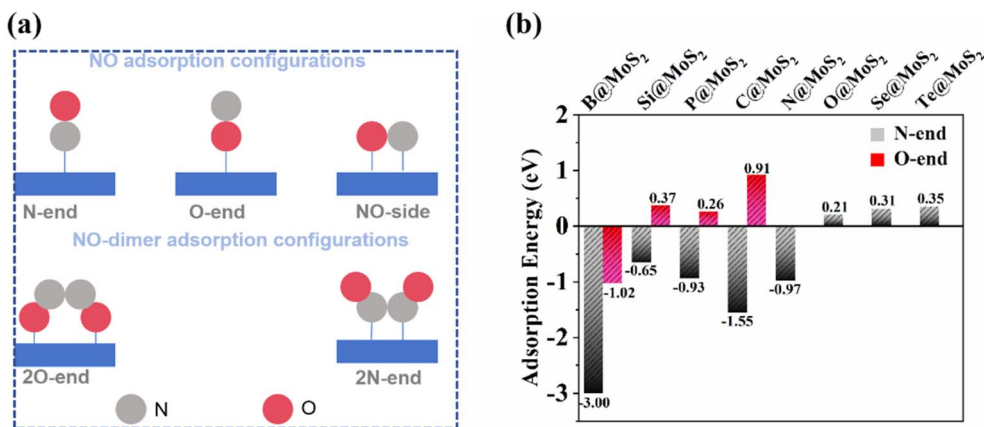 (a)
NO adsorption configurations
N-end
O-end
NO-side
NO-dimer adsorption configurations
2O-end
2N-end
N
O
(b)
B@MoS2
Si@MoS2
P@MoS2
C@MoS2
N@MoS2
O@MoS2
Se@MoS2
Te@MoS2
Adsorption Energy (eV)
2
1
0
-1
-2
-3
N-end
O-end
-3.00
-1.02
-0.65
0.37
-0.93
0.26
-1.55
0.91
-0.97
0.21
0.31
0.35